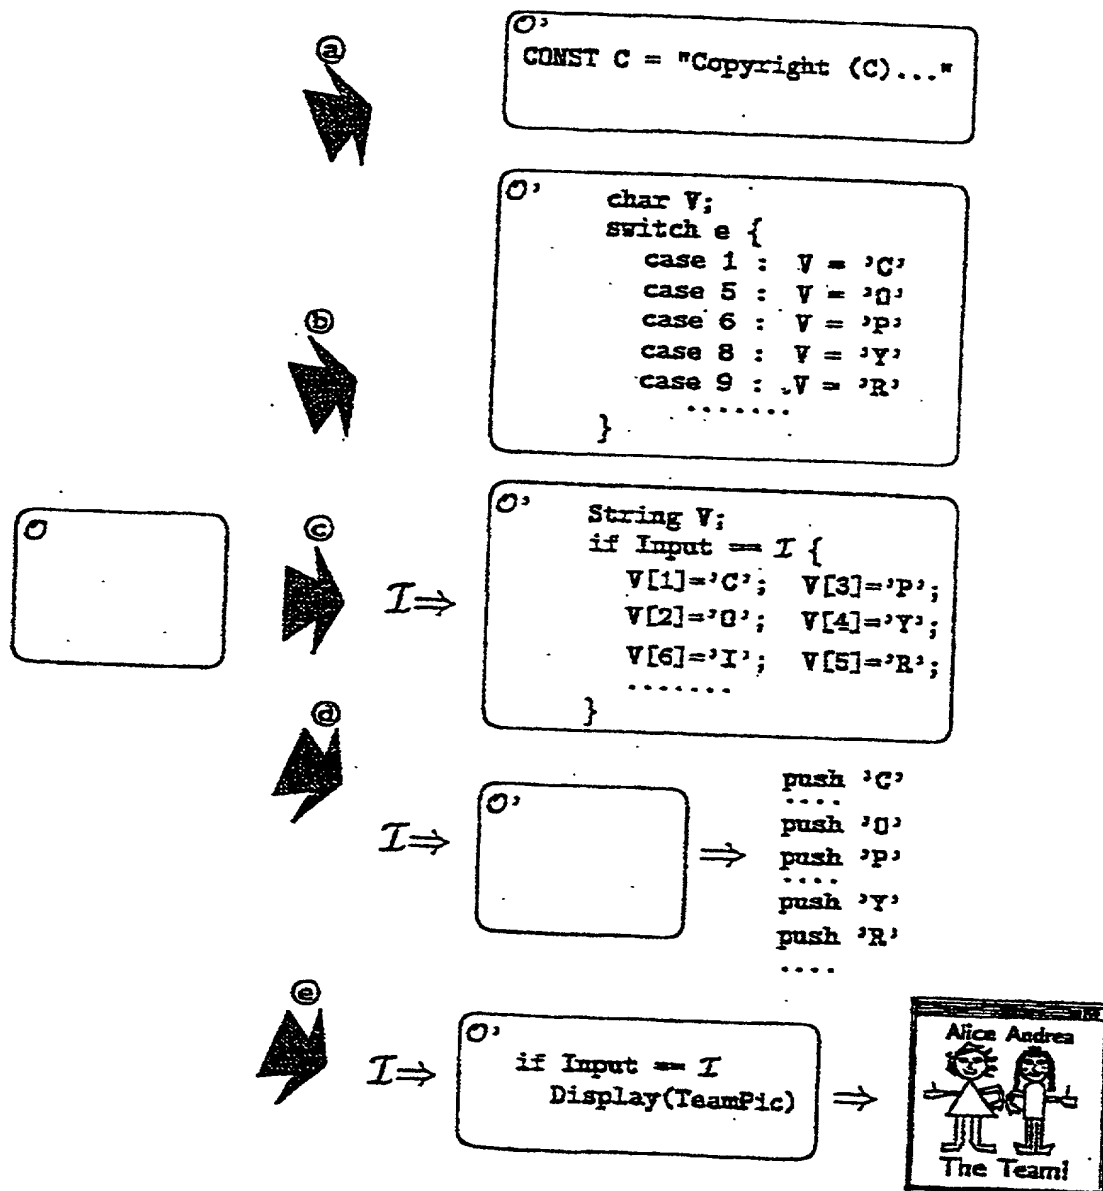 ⓐ
O'
CONST C = "Copyright (C)..."
ⓑ
O'
char V;
switch e {
case 1 : V = 'C'
case 5 : V = 'O'
case 6 : V = 'P'
case 8 : V = 'Y'
case 9 : V = 'R'
.......
}
O
ⓒ
I ⇒
O'
String V;
if Input == I {
V[1]='C'; V[3]='P';
V[2]='O'; V[4]='Y';
V[6]='I'; V[5]='R';
.......
}
ⓓ
I ⇒
O'
⇒
push 'C'
....
push 'O'
push 'P'
....
push 'Y'
push 'R'
....
ⓔ
I ⇒
O'
if Input == I
Display(TeamPic)
⇒
Alice Andrea
The Team!